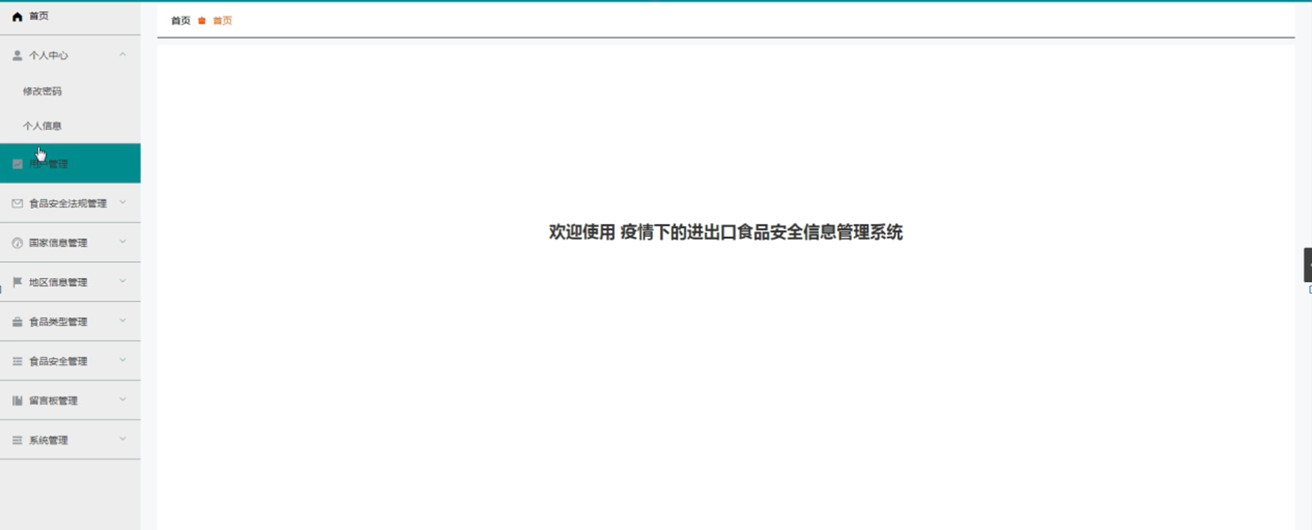 首页
个人中心
修改密码
个人信息
用户管理
食品安全法规管理
国家信息管理
地区信息管理
食品类型管理
食品安全管理
留言板管理
系统管理
首页 首页
欢迎使用 疫情下的进出口食品安全信息管理系统